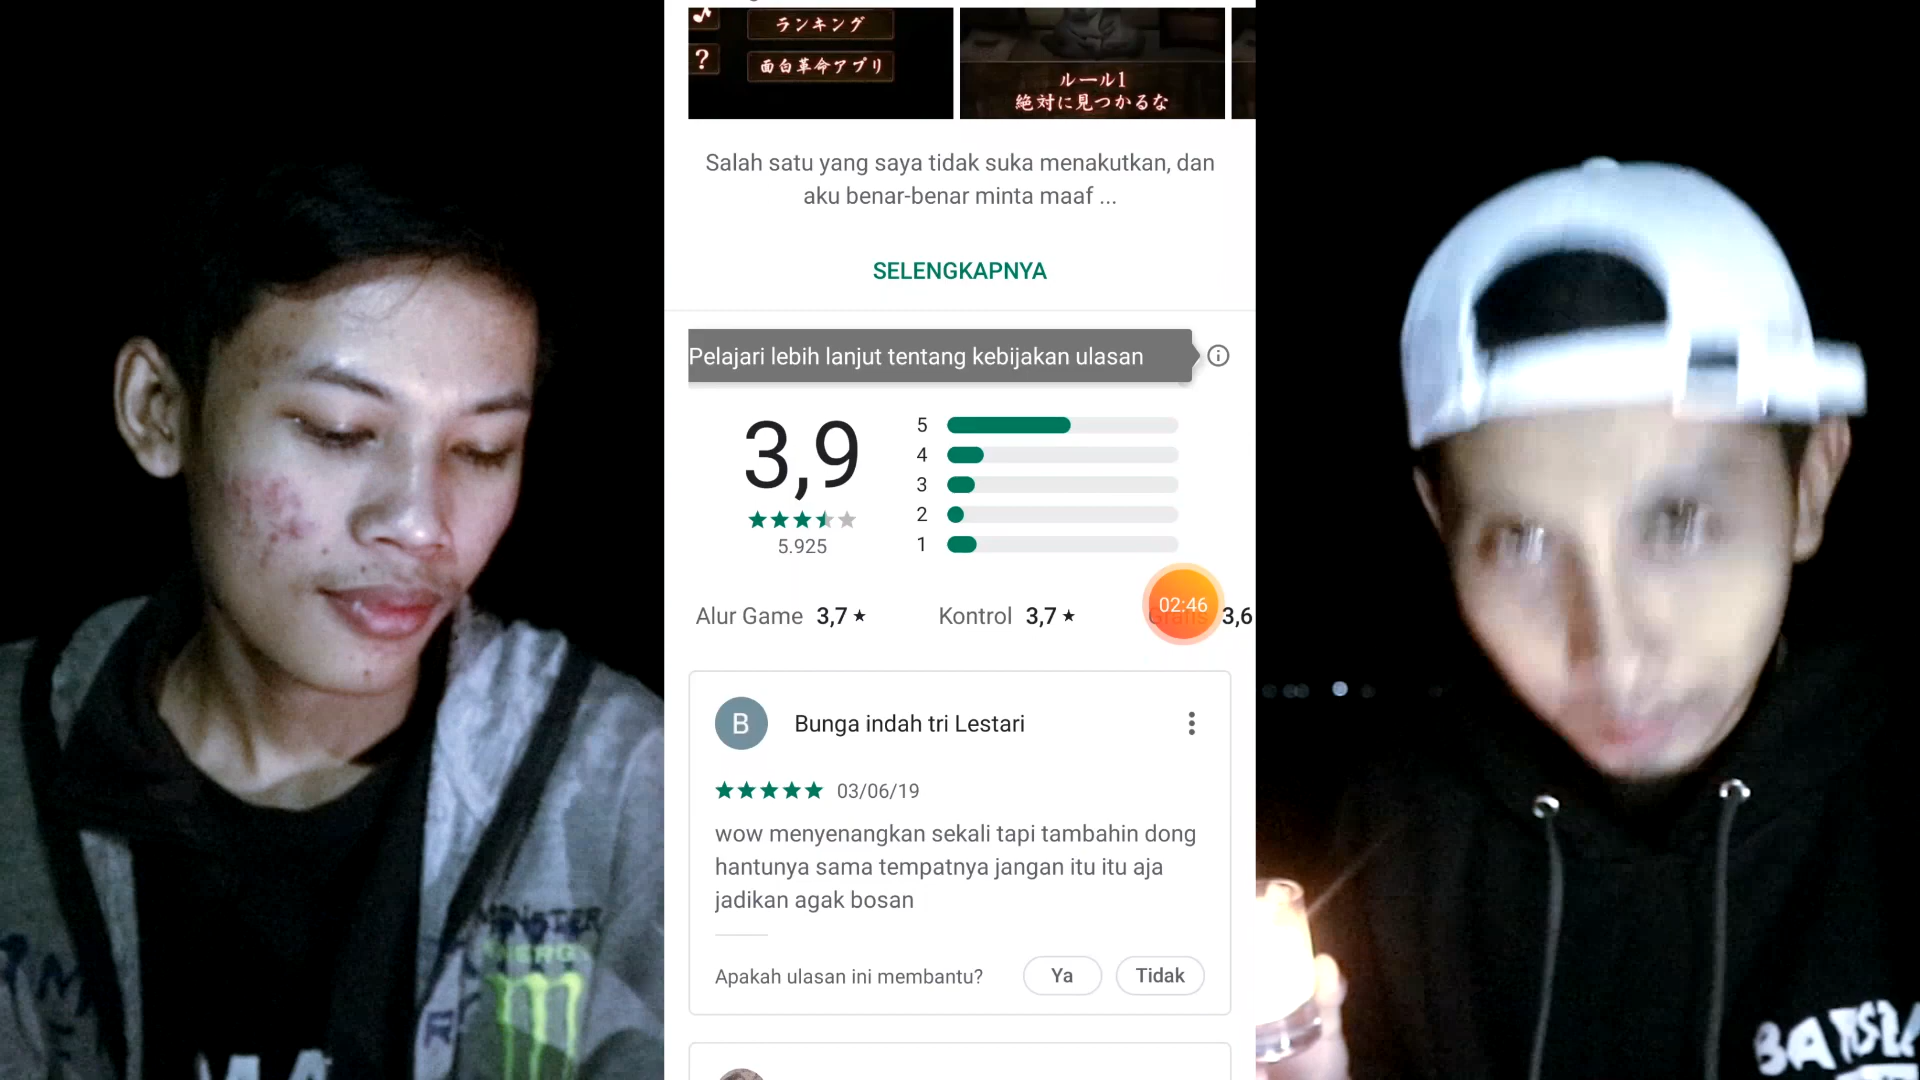 ランキング
?
面白革命アプリ
ルール1
絶対に見つかるな
Salah satu yang saya tidak suka menakutkan, dan
aku benar-benar minta maaf ...
SELENGKAPNYA
Pelajari lebih lanjut tentang kebijakan ulasan
3,9
5.925
5
4
3
2
1
Alur Game 3,7
Kontrol 3,7
02:46
3,6
B
Bunga indah tri Lestari
03/06/19
wow menyenangkan sekali tapi tambahin dong
hantunya sama tempatnya jangan itu itu aja
jadikan agak bosan
Apakah ulasan ini membantu?
Ya
Tidak
MONSTER
ENERGY